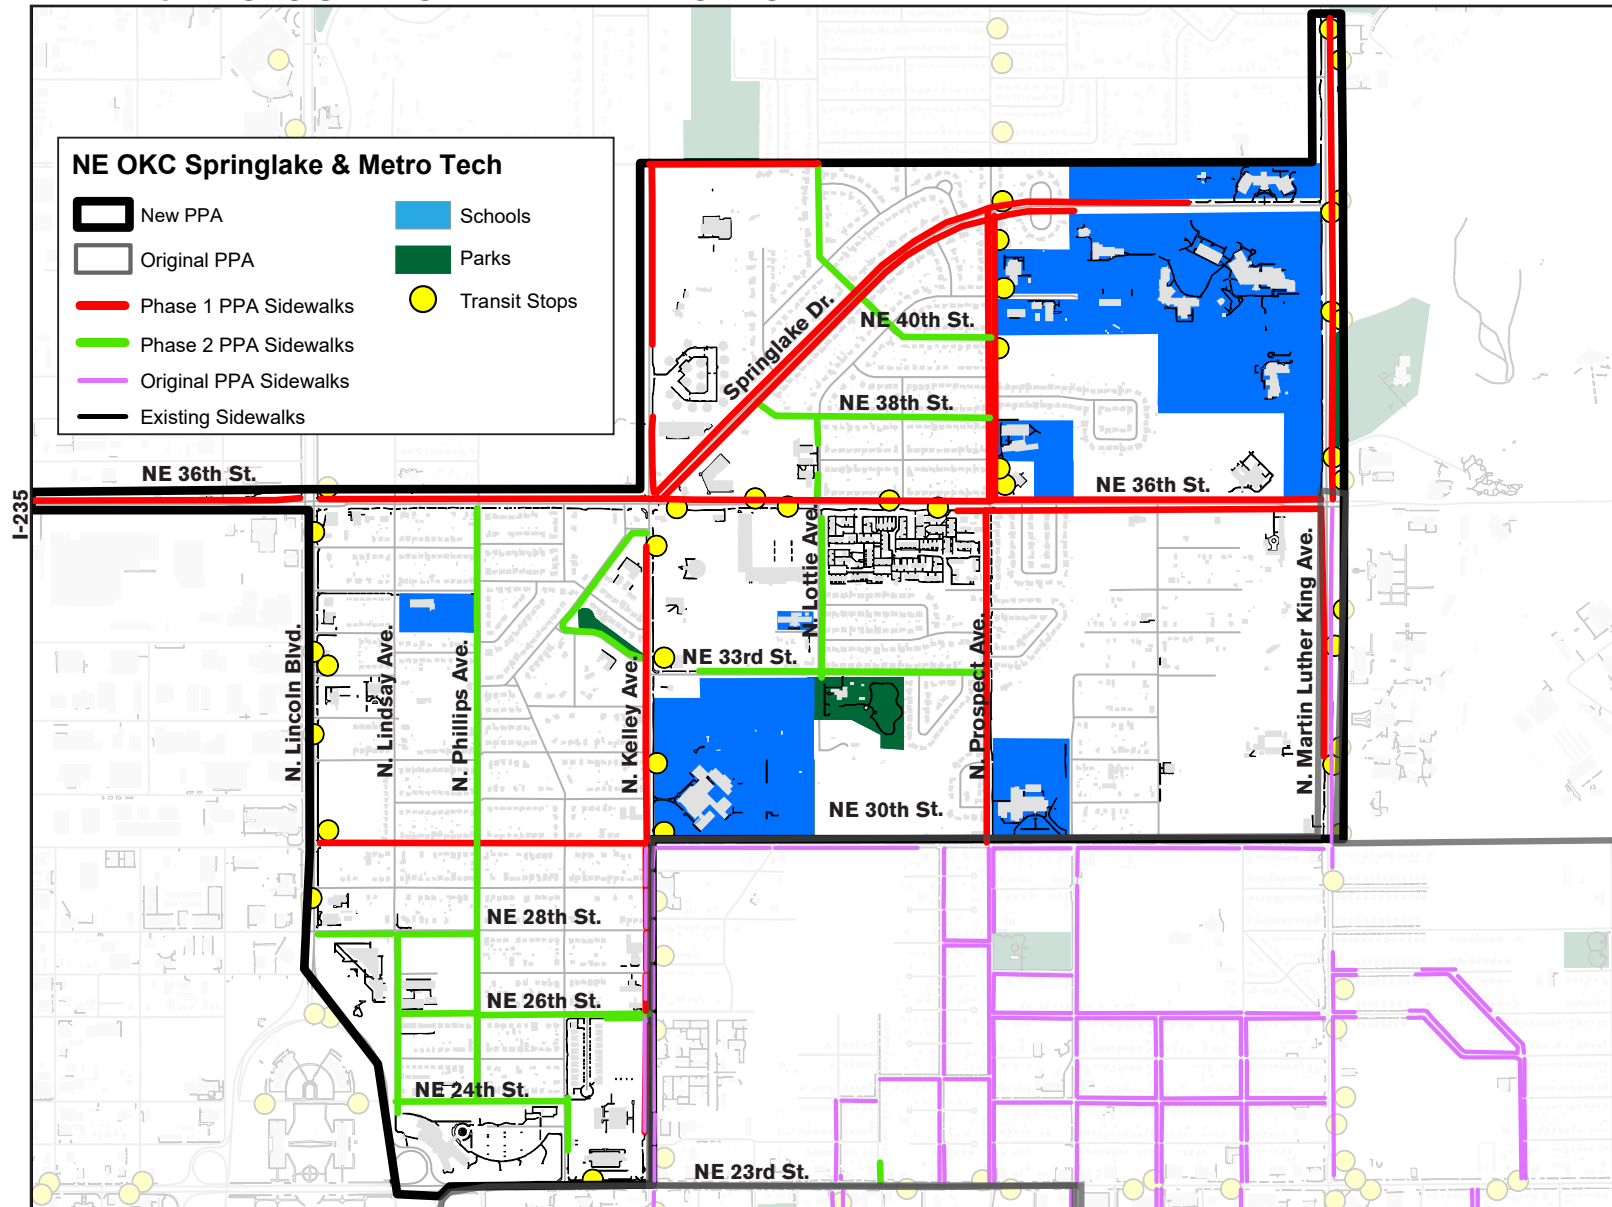 NE OKC Springlake & Metro Tech
New PPA
Schools
Original PPA
Parks
Phase 1 PPA Sidewalks
Transit Stops
Phase 2 PPA Sidewalks
Original PPA Sidewalks
Existing Sidewalks
Springlake Dr.
NE 40th St.
NE 38th St.
NE 36th St.
NE 36th St.
I-235
N. Lincoln Blvd.
N. Lindsay Ave.
N. Phillips Ave.
N. Kelley Ave.
N. Lottie Ave.
N. Prospect Ave.
N. Martin Luther King Ave.
NE 33rd St.
NE 30th St.
NE 28th St.
NE 26th St.
NE 24th St.
NE 23rd St.